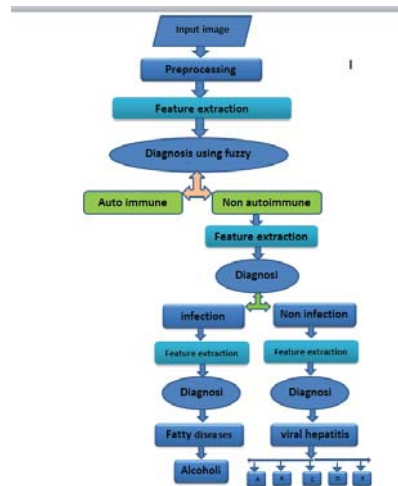 Input image
Preprocessing
Feature extraction
Diagnosis using fuzzy
Auto immune
Non autoimmune
Feature extraction
Diagnosi
infection
Non infection
Feature extraction
Feature extraction
Diagnosi
Diagnosi
Fatty diseases
viral hepatitis
Alcoholi
A
B
C
D